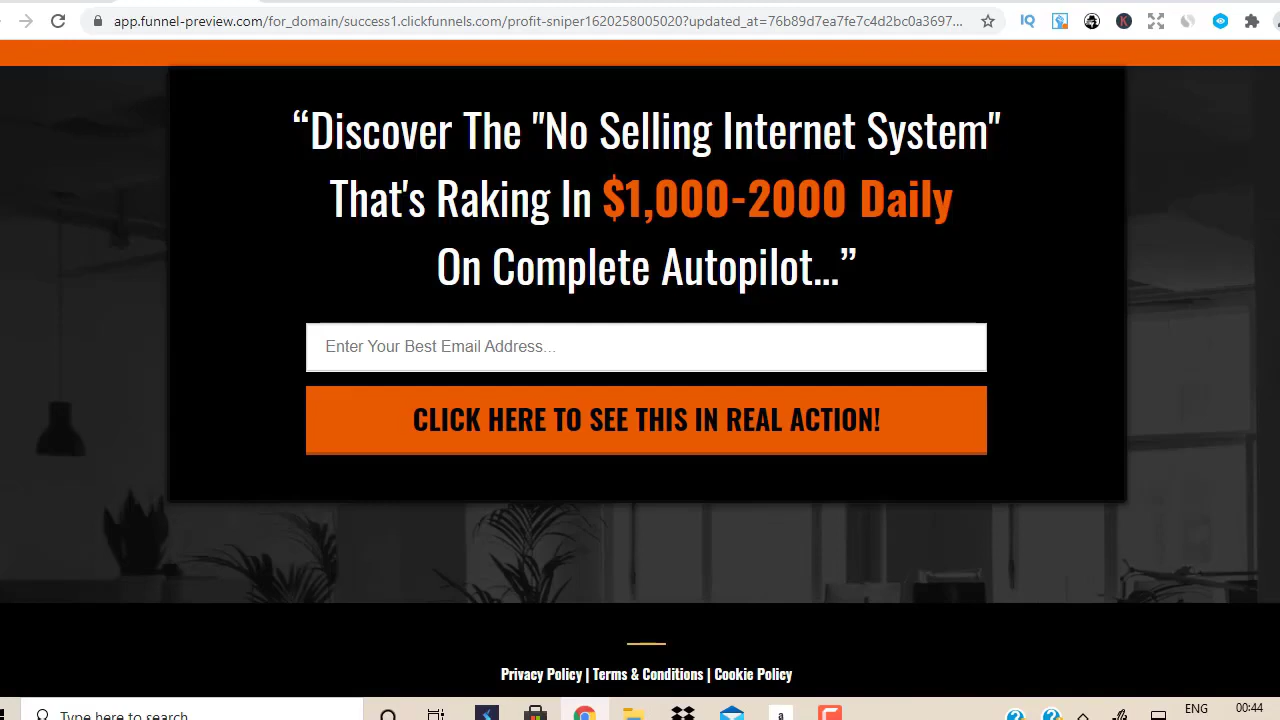 app.funnel-preview.com/for_domain/success1.clickfunnels.com/profit-sniper1620258005020?updated_at=76b89d7ea7fe7c4d2bc0a3697...
IQ
K
“Discover The "No Selling Internet System"
That's Raking In $1,000-2000 Daily
On Complete Autopilot...”
Enter Your Best Email Address...
CLICK HERE TO SEE THIS IN REAL ACTION!
Privacy Policy | Terms & Conditions | Cookie Policy
Type here to search
a
ENG
00:44